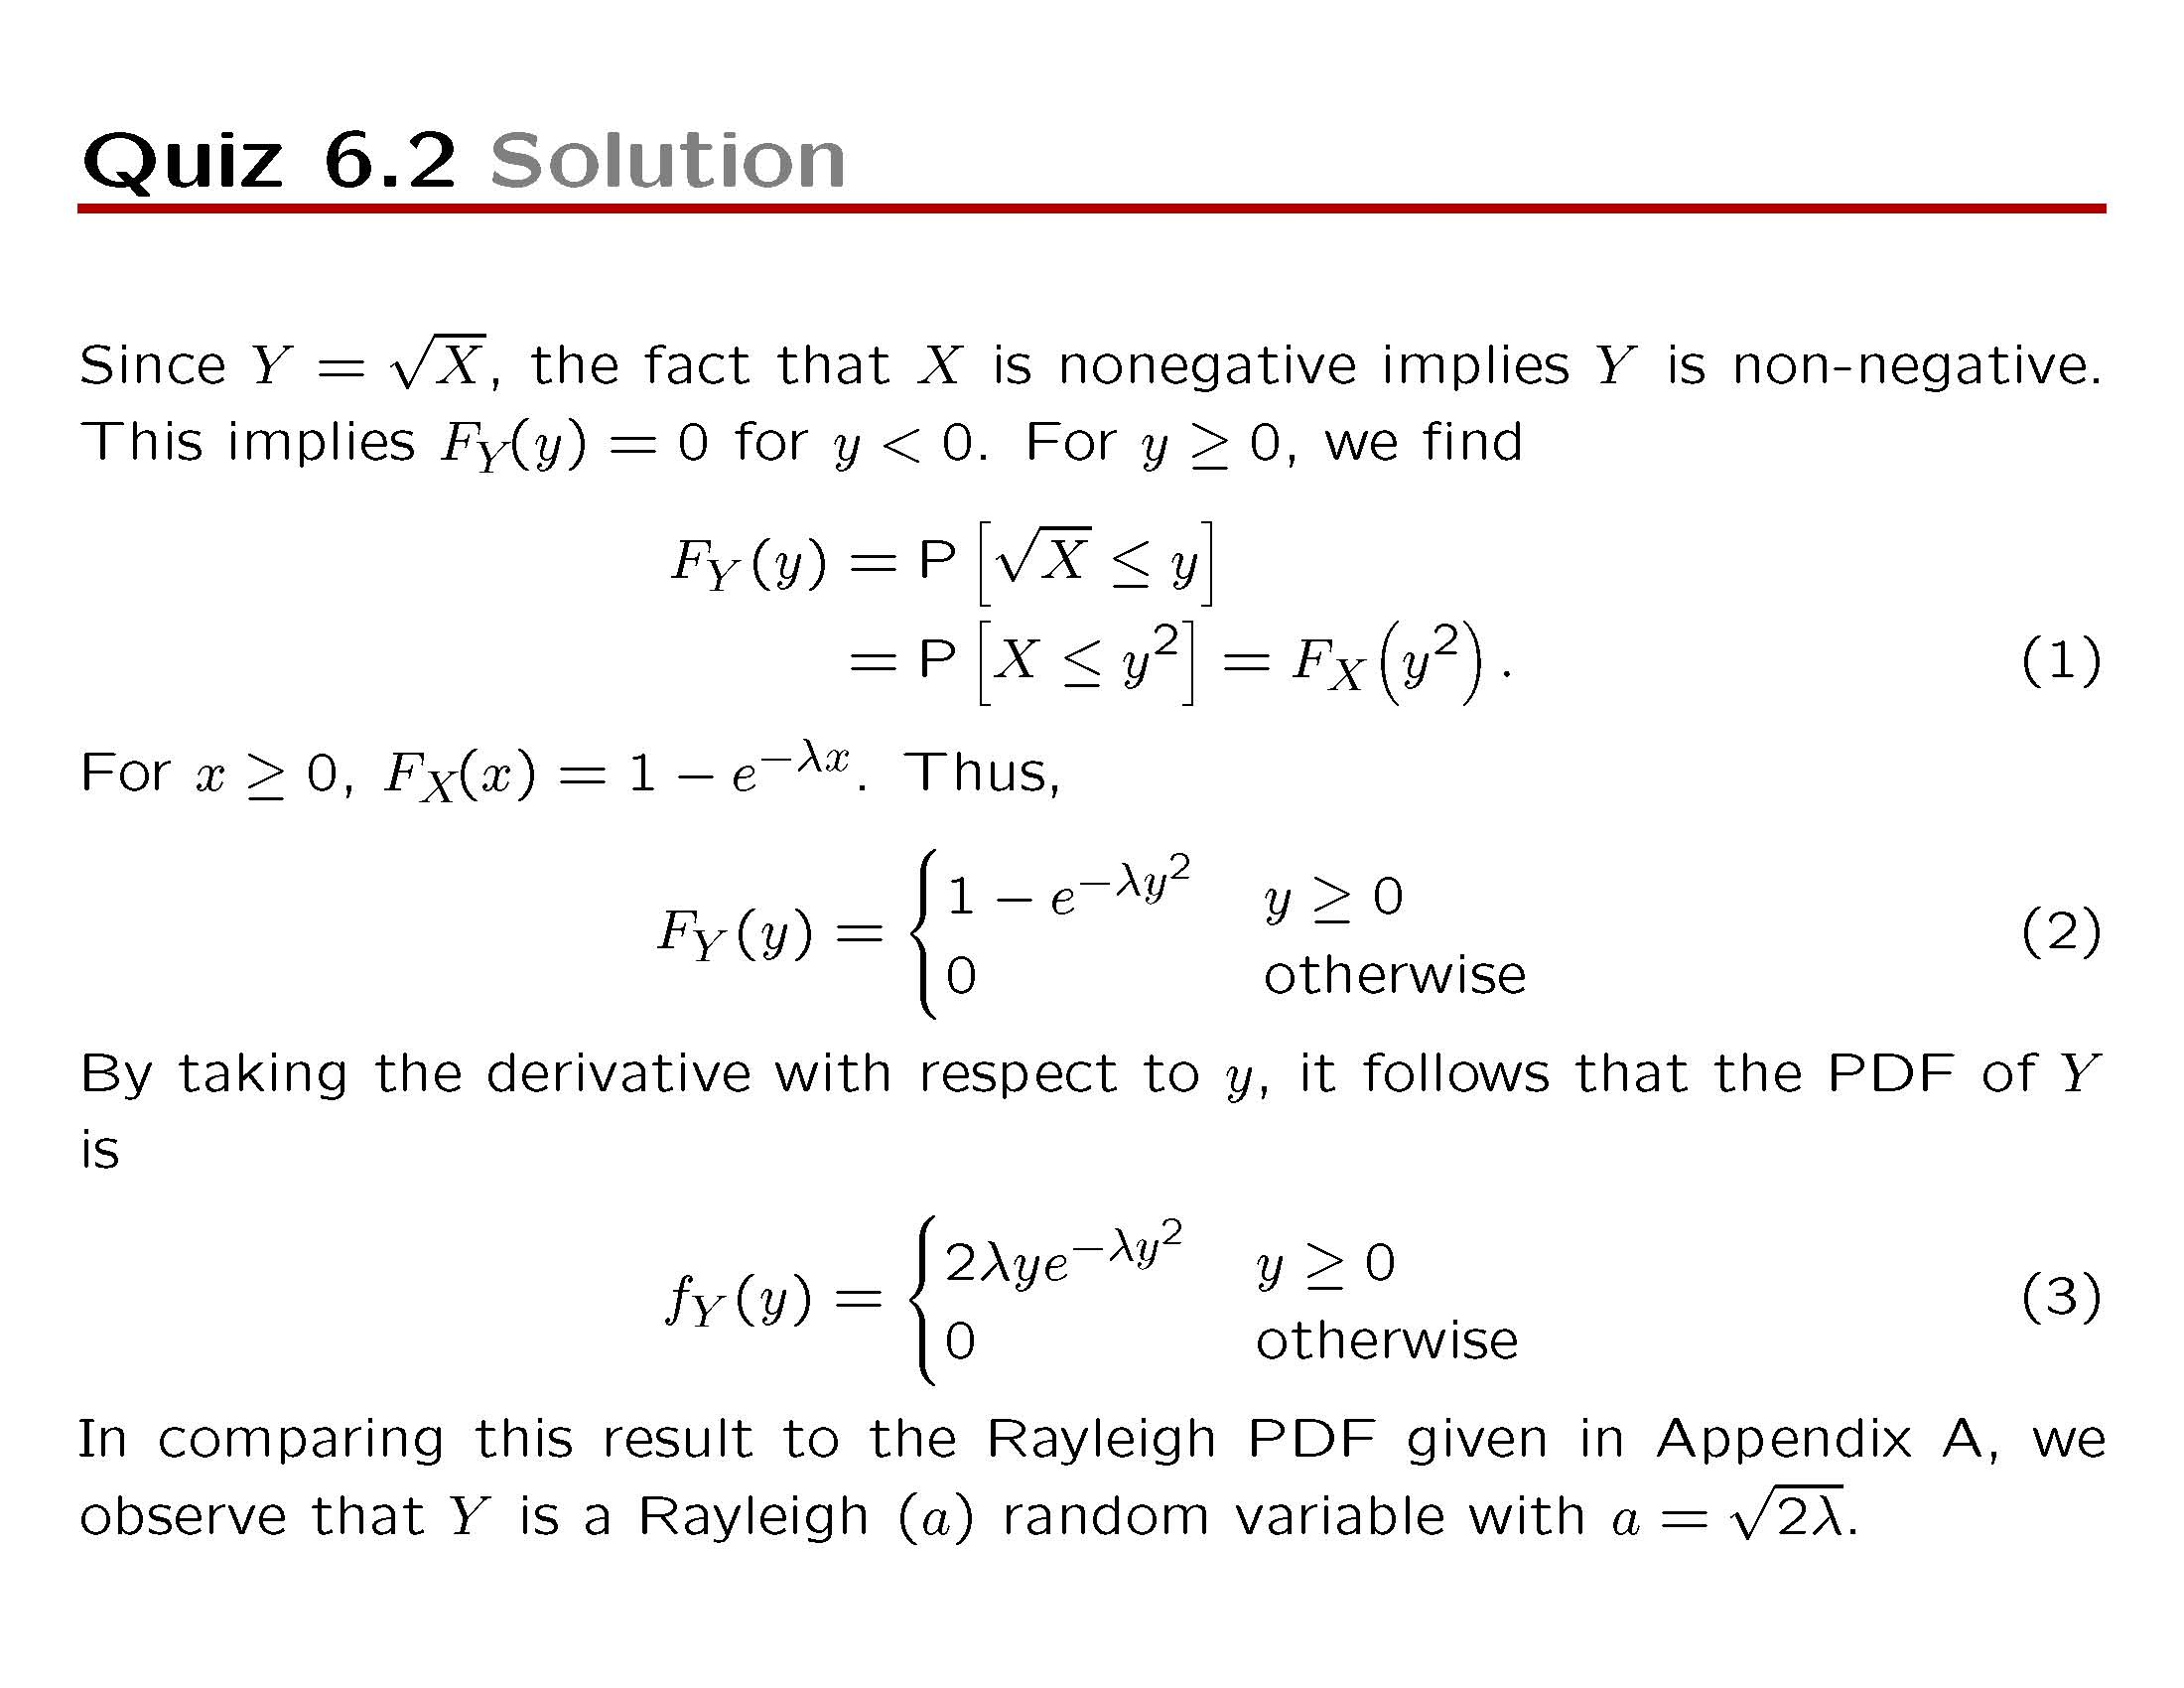 Quiz 6.2 Solution
Since Y = √X, the fact that X is nonegative implies Y is non-negative.
This implies F_Y(y) = 0 for y < 0. For y ≥ 0, we find
F_Y(y) = P[√X ≤ y]
= P[X ≤ y²] = F_X(y²). (1)
For x ≥ 0, F_X(x) = 1 − e^{−λx}. Thus,
F_Y(y) = { 1 − e^{−λy²} y ≥ 0
0 otherwise (2)
By taking the derivative with respect to y, it follows that the PDF of Y
is
f_Y(y) = { 2λye^{−λy²} y ≥ 0
0 otherwise (3)
In comparing this result to the Rayleigh PDF given in Appendix A, we
observe that Y is a Rayleigh (a) random variable with a = √2λ.